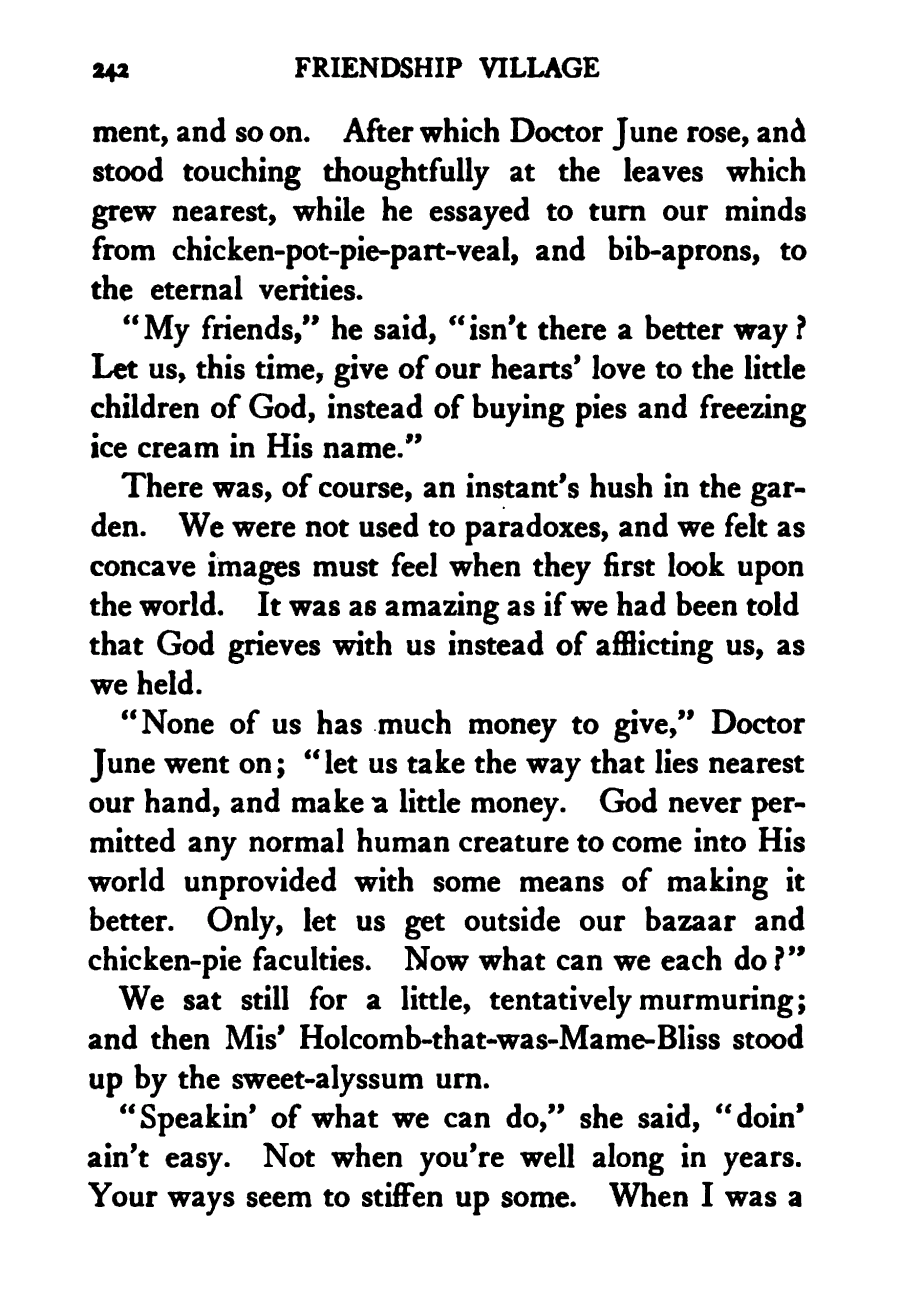 242 FRIENDSHIP VILLAGE
ment, and so on. After which Doctor June rose, and
stood touching thoughtfully at the leaves which
grew nearest, while he essayed to turn our minds
from chicken-pot-pie-part-veal, and bib-aprons, to
the eternal verities.
"My friends," he said, "isn't there a better way?
Let us, this time, give of our hearts' love to the little
children of God, instead of buying pies and freezing
ice cream in His name."
There was, of course, an instant's hush in the gar-
den. We were not used to paradoxes, and we felt as
concave images must feel when they first look upon
the world. It was as amazing as if we had been told
that God grieves with us instead of afflicting us, as
we held.
"None of us has much money to give," Doctor
June went on; "let us take the way that lies nearest
our hand, and make a little money. God never per-
mitted any normal human creature to come into His
world unprovided with some means of making it
better. Only, let us get outside our bazaar and
chicken-pie faculties. Now what can we each do?"
We sat still for a little, tentatively murmuring;
and then Mis' Holcomb-that-was-Mame-Bliss stood
up by the sweet-alyssum urn.
"Speakin' of what we can do," she said, "doin'
ain't easy. Not when you're well along in years.
Your ways seem to stiffen up some. When I was a